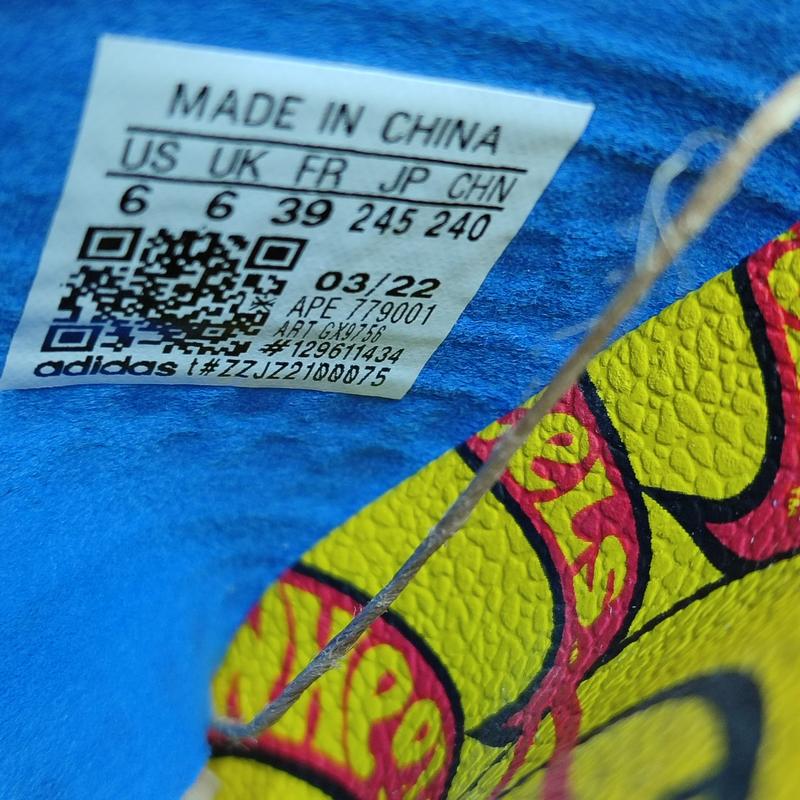 MADE IN CHINA
US UK FR JP CHN
6 6 39 245 240
03/22
APE 779001
ART GX9756
#129611434
adidas t#ZZJZ2100075